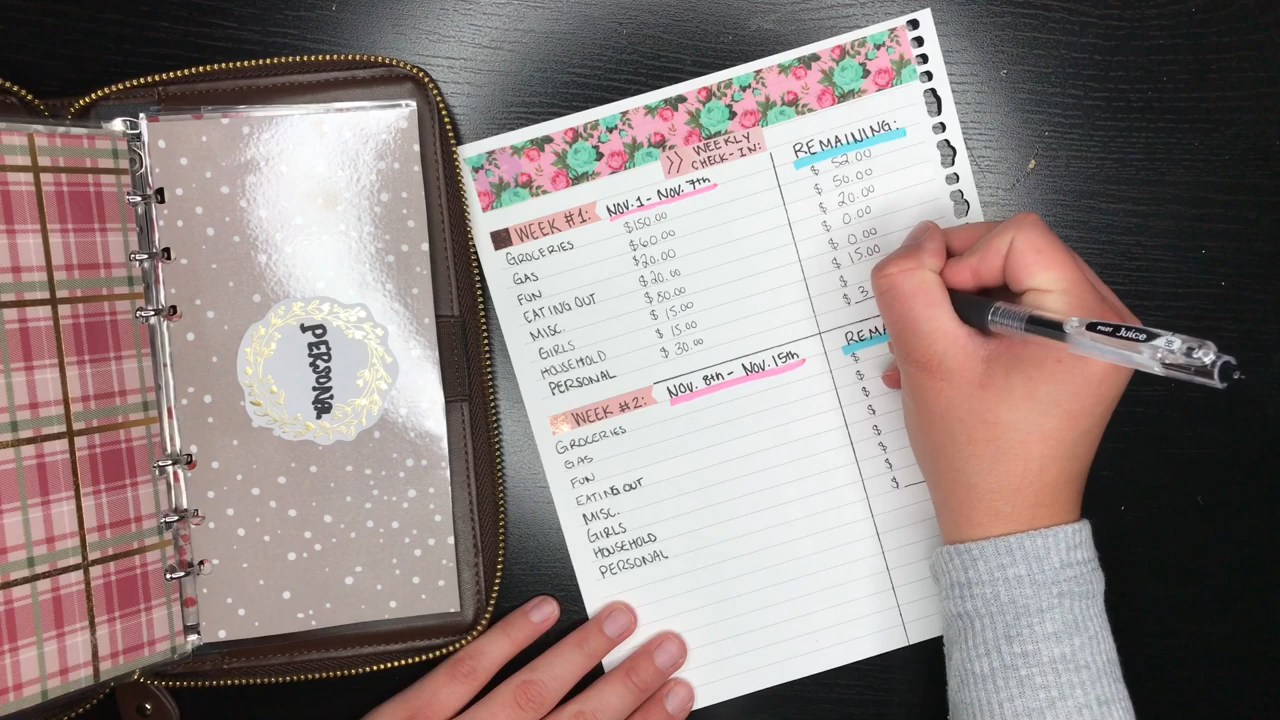 PERSONAL
WEEKLY
CHECK-IN:
REMAINING:
WEEK #1: NOV. 1 - NOV. 7th
GROCERIES $150.00 $ 52.00
GAS $60.00 $ 50.00
FUN $20.00 $ 20.00
EATING OUT $20.00 $ 0.00
MISC. $80.00 $ 0.00
GIRLS $15.00 $ 15.00
HOUSEHOLD $15.00
PERSONAL $30.00 $ 3
WEEK #2: NOV. 8th - NOV. 15th REMA
GROCERIES $
GAS $
FUN $
EATING OUT $
MISC. $
GIRLS $
HOUSEHOLD $
PERSONAL $
PILOT Juice